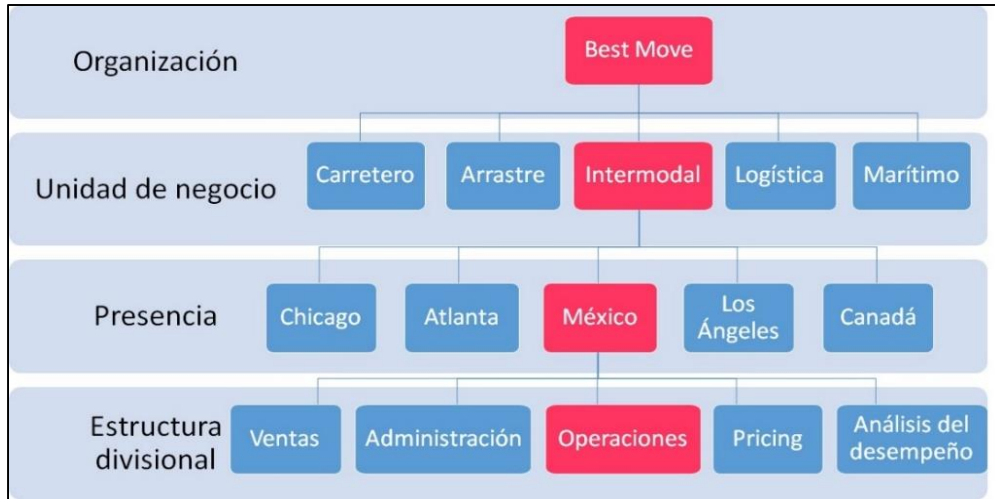 Organización
Best Move
Unidad de negocio
Carretero
Arrastre
Intermodal
Logística
Marítimo
Presencia
Chicago
Atlanta
México
Los
Ángeles
Canadá
Estructura
divisional
Ventas
Administración
Operaciones
Pricing
Análisis del
desempeño